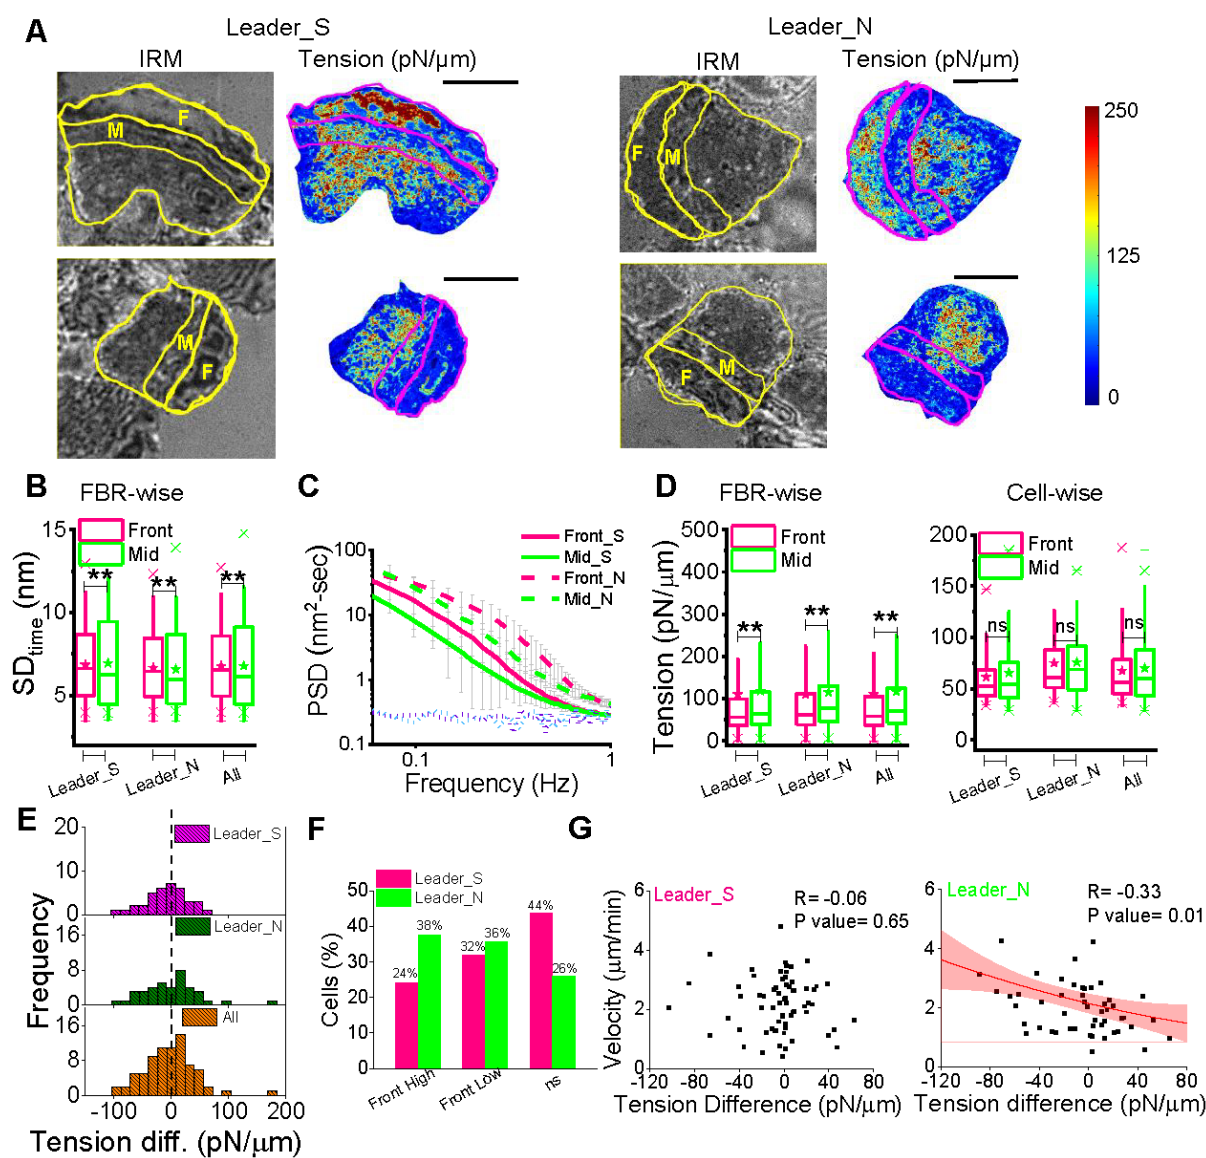 A
Leader_S
Leader_N
IRM
Tension (pN/µm)
IRM
Tension (pN/µm)
F
M
F
M
250
125
0
M
F
M
F
B
FBR-wise
15
10
5
SD time (nm)
Front
Mid
**
**
**
Leader_S
Leader_N
All
C
100
10
1
0.1
PSD (nm²-sec)
Front_S
Mid_S
Front_N
Mid_N
0.1
1
Frequency (Hz)
D
FBR-wise
500
400
300
200
100
0
Tension (pN/µm)
Front
Mid
**
**
**
Leader_S
Leader_N
All
Cell-wise
200
150
100
50
0
Front
Mid
ns
ns
ns
Leader_S
Leader_N
All
E
20
10
0
Leader_S
16
8
0
Leader_N
16
8
0
All
Frequency
-100
0
100
200
Tension diff. (pN/µm)
F
50
40
30
20
10
0
Cells (%)
Leader_S
Leader_N
24%
38%
32%
36%
44%
26%
Front High
Front Low
ns
G
6
4
2
0
Velocity (µm/min)
Leader_S
R= -0.06
P value= 0.65
-120
-80
-40
0
40
80
Tension Difference (pN/µm)
6
4
2
0
Leader_N
R= -0.33
P value= 0.01
-120
-80
-40
0
40
80
Tension difference (pN/µm)